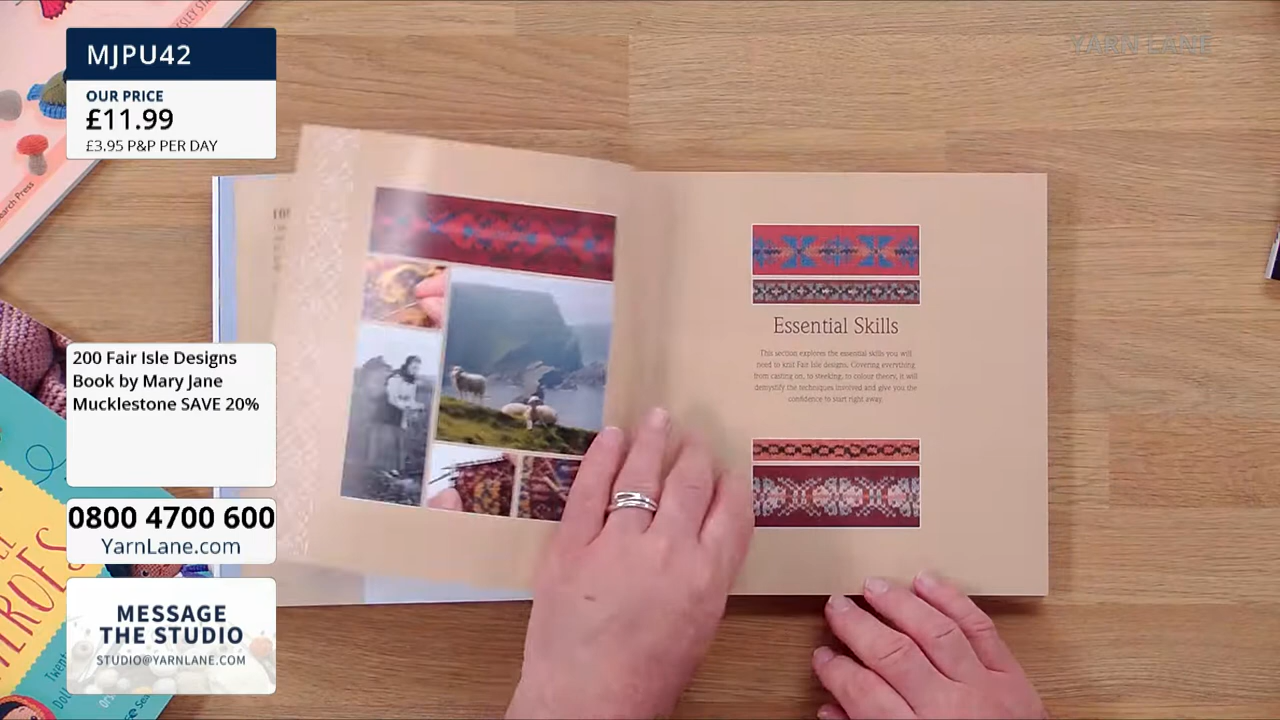 MJPU42
OUR PRICE
£11.99
£3.95 P&P PER DAY
YARN LANE
200 Fair Isle Designs
Book by Mary Jane
Mucklestone SAVE 20%
0800 4700 600
YarnLane.com
MESSAGE
THE STUDIO
STUDIO@YARNLANE.COM
Essential Skills
This section explores the essential skills you will
need to knit Fair Isle designs. Covering everything
from casting on, to steeking, to colour theory, it will
demystify the techniques involved and give you the
confidence to start right away.
Press